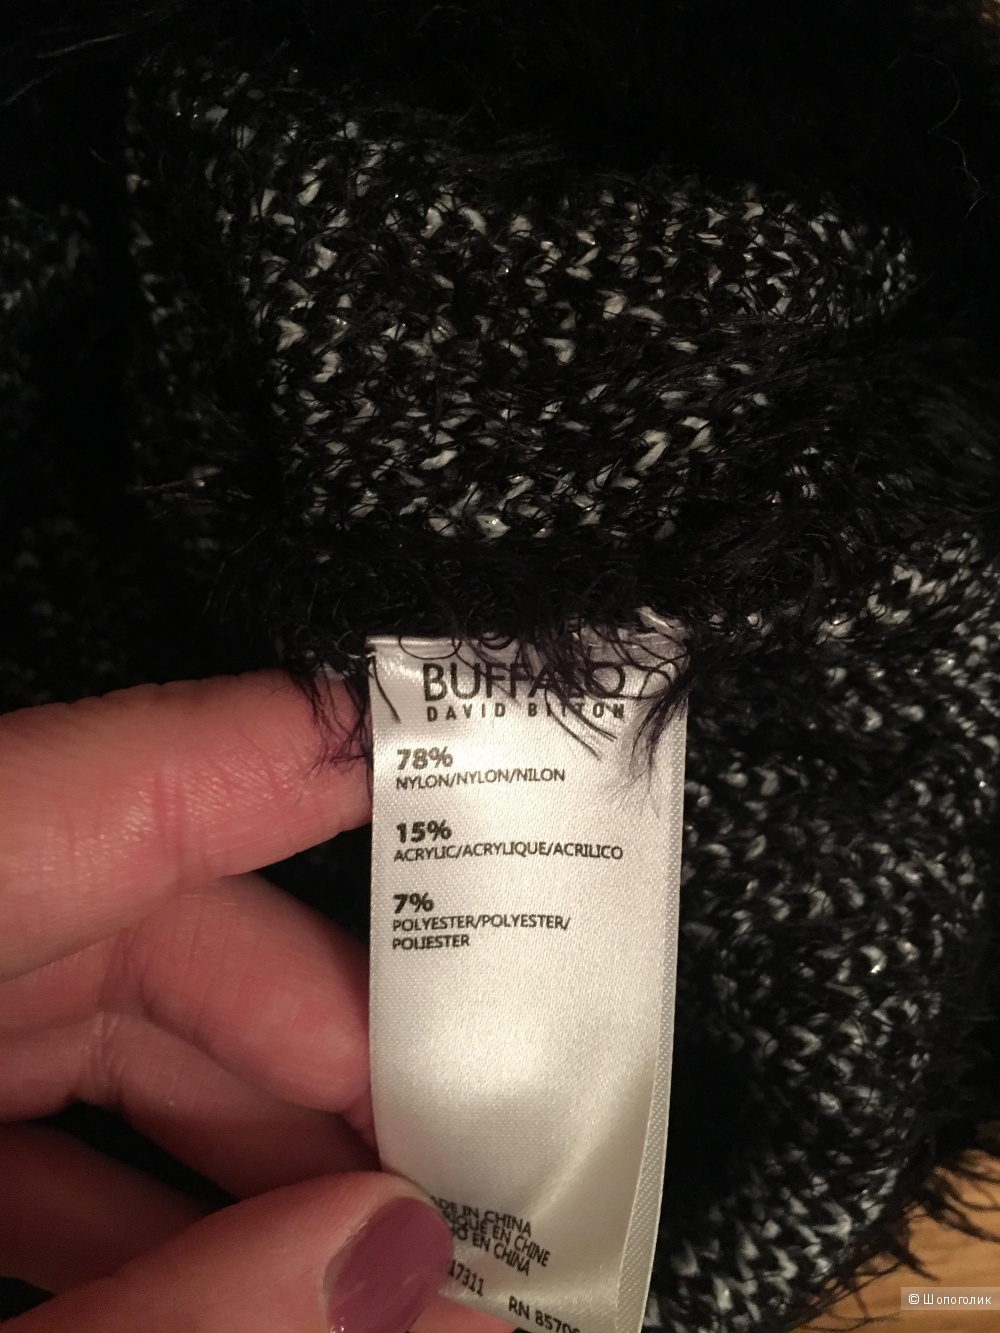 BUFFALO
DAVID BITTON
78%
NYLON/NYLON/NILON
15%
ACRYLIC/ACRYLIQUE/ACRILICO
7%
POLYESTER/POLYESTER/
POLIESTER
IN CHINA
EN CHINE
EN CHINA
RN
© Шопоголик